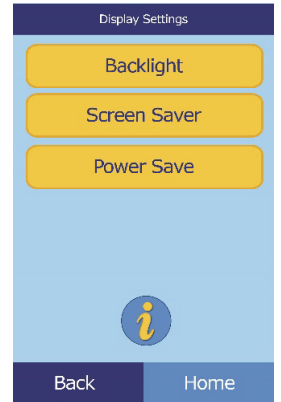 Display Settings
Backlight
Screen Saver
Power Save
i
Back Home